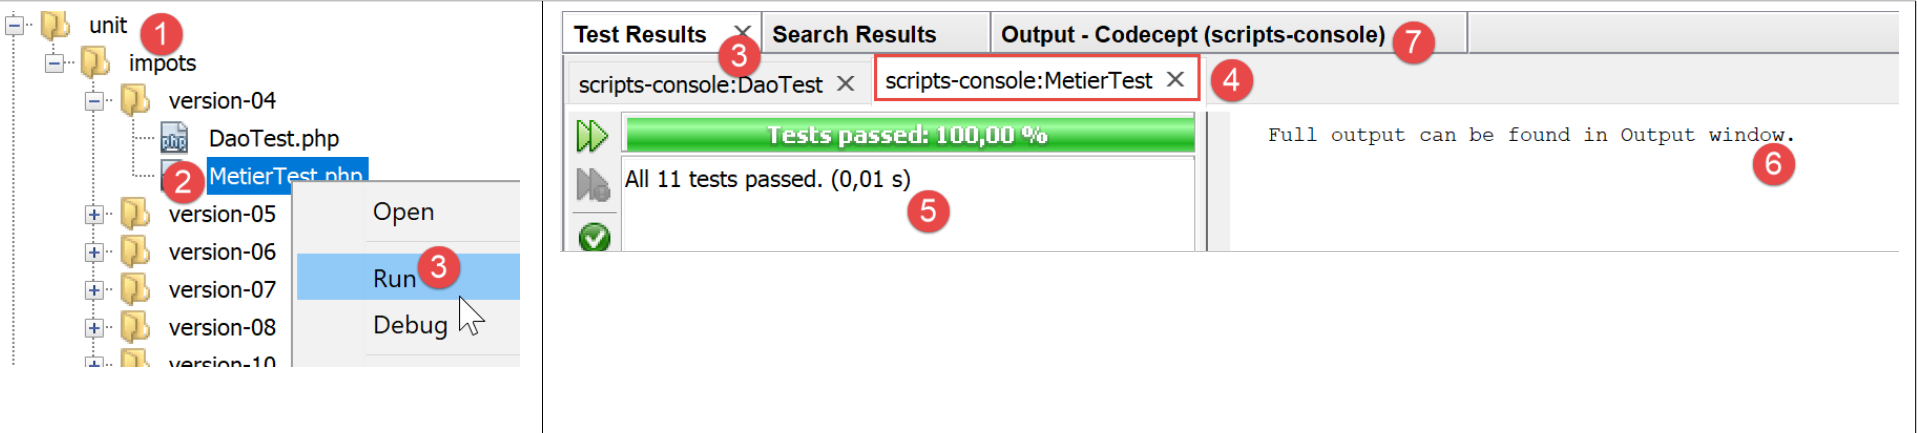 unit
1
impots
version-04
DaoTest.php
2
MetierTest.php
version-05
Open
version-06
Run
3
version-07
version-08
Debug
version-10
Test Results
3
Search Results
Output - Codecept (scripts-console)
7
scripts-console:DaoTest
scripts-console:MetierTest
4
Tests passed: 100,00 %
Full output can be found in Output window.
6
All 11 tests passed. (0,01 s)
5